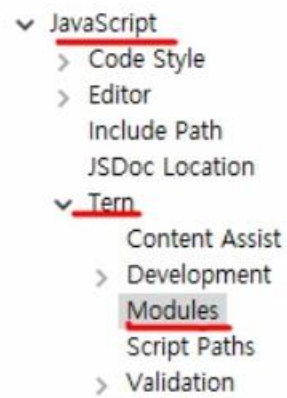 JavaScript
Code Style
Editor
Include Path
JSDoc Location
Tern
Content Assist
Development
Modules
Script Paths
Validation